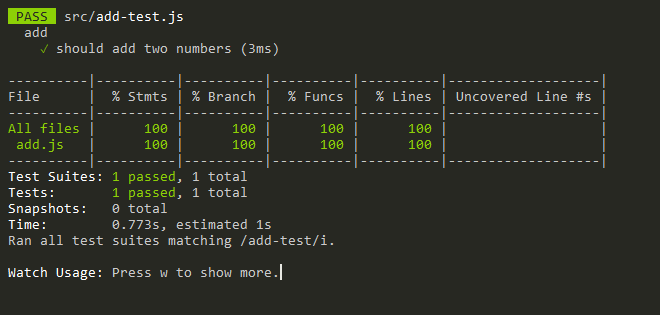 PASS src/add-test.js
add
✓ should add two numbers (3ms)
----------|----------|----------|----------|----------|-------------------|
File      |  % Stmts | % Branch |  % Funcs |  % Lines | Uncovered Line #s |
----------|----------|----------|----------|----------|-------------------|
All files |      100 |      100 |      100 |      100 |                   |
 add.js   |      100 |      100 |      100 |      100 |                   |
----------|----------|----------|----------|----------|-------------------|
Test Suites: 1 passed, 1 total
Tests:       1 passed, 1 total
Snapshots:   0 total
Time:        0.773s, estimated 1s
Ran all test suites matching /add-test/i.
Watch Usage: Press w to show more.